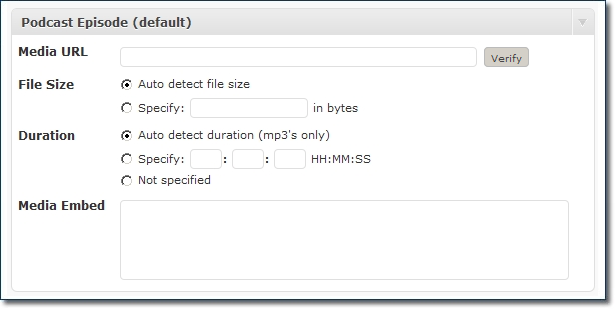 Podcast Episode (default)
Media URL Verify
File Size Auto detect file size
Specify: in bytes
Duration Auto detect duration (mp3's only)
Specify: : : HH:MM:SS
Not specified
Media Embed